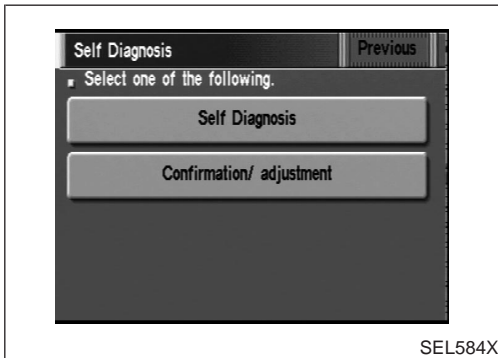 Self Diagnosis
Previous
Select one of the following.
Self Diagnosis
Confirmation/ adjustment
SEL584X